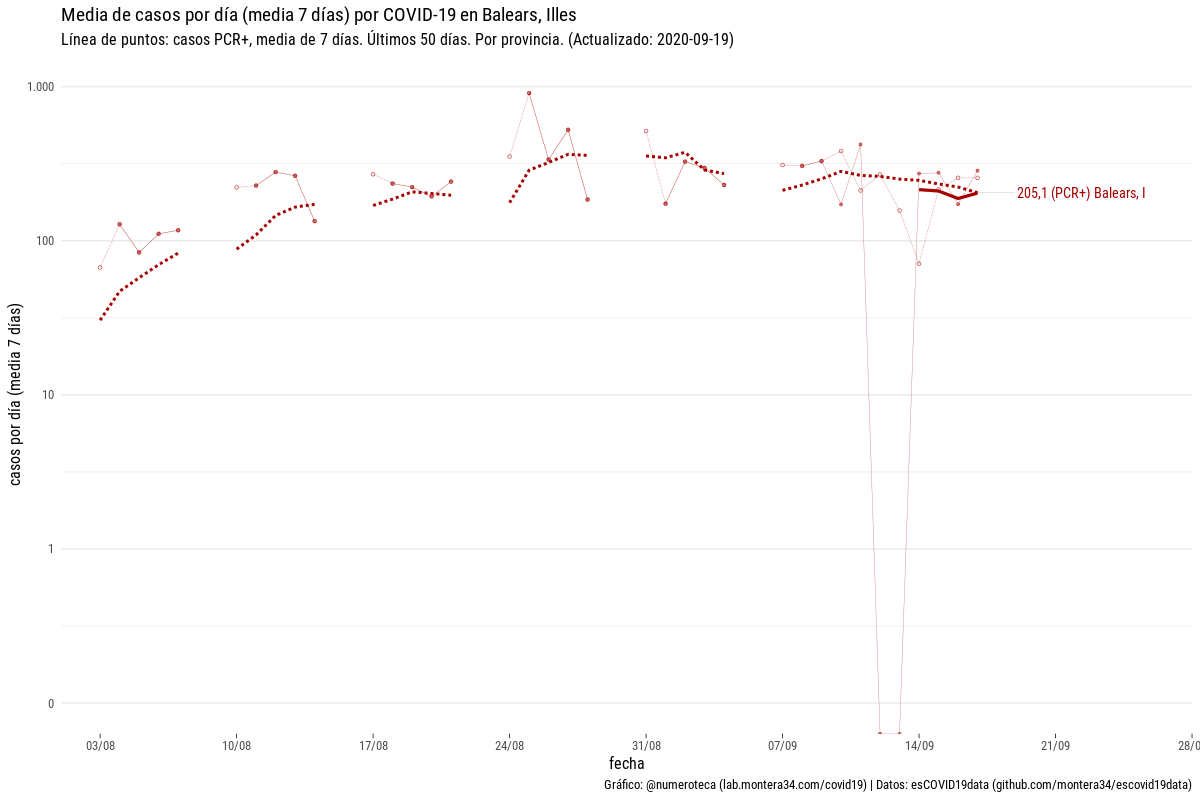 Media de casos por día (media 7 días) por COVID-19 en Balears, Illes
Línea de puntos: casos PCR+, media de 7 días. Últimos 50 días. Por provincia. (Actualizado: 2020-09-19)
casos por día (media 7 días)
1.000
100
10
1
0
205,1 (PCR+) Balears, I
03/08
10/08
17/08
24/08
31/08
07/09
14/09
21/09
28/0
fecha
Gráfico: @numeroteca (lab.montera34.com/covid19) | Datos: esCOVID19data (github.com/montera34/escovid19data)